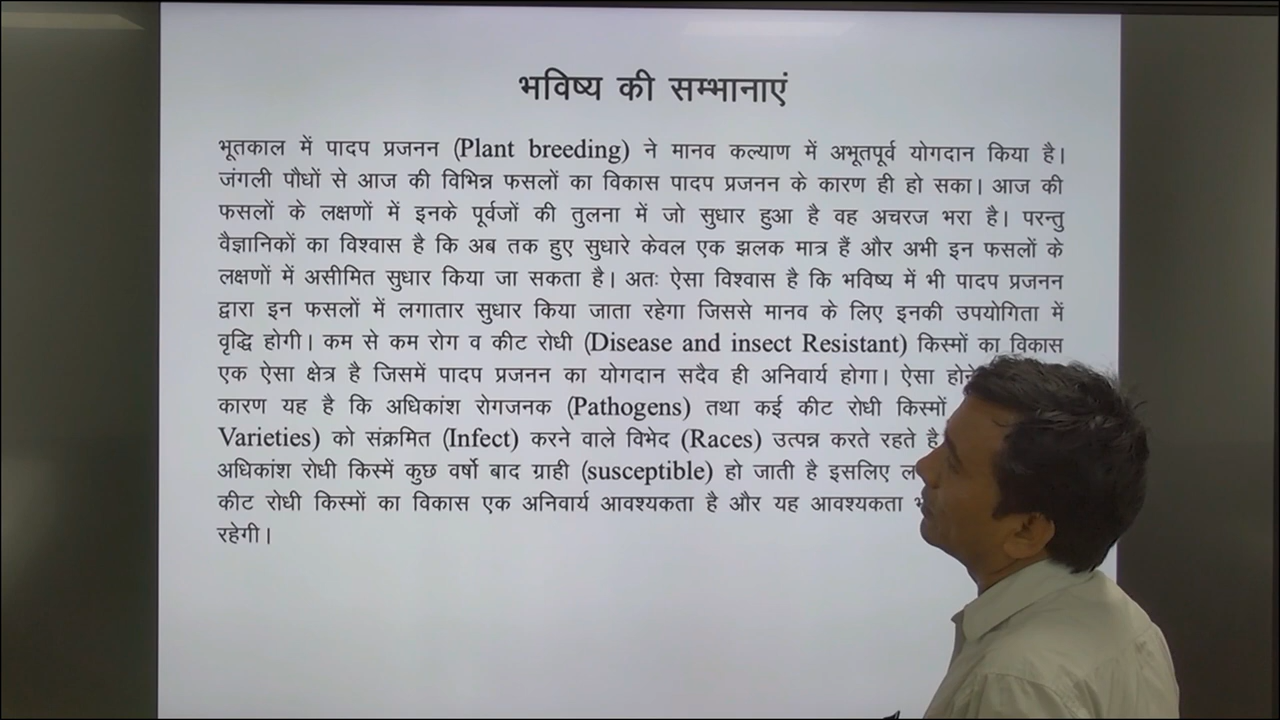 भविष्य की सम्भानाएं
भूतकाल में पादप प्रजनन (Plant breeding) ने मानव कल्याण में अभूतपूर्व योगदान किया है।
जंगली पौधों से आज की विभिन्न फसलों का विकास पादप प्रजनन के कारण ही हो सका। आज की
फसलों के लक्षणों में इनके पूर्वजों की तुलना में जो सुधार हुआ है वह अचरज भरा है। परन्तु
वैज्ञानिकों का विश्वास है कि अब तक हुए सुधारे केवल एक झलक मात्र हैं और अभी इन फसलों के
लक्षणों में असीमित सुधार किया जा सकता है। अतः ऐसा विश्वास है कि भविष्य में भी पादप प्रजनन
द्वारा इन फसलों में लगातार सुधार किया जाता रहेगा जिससे मानव के लिए इनकी उपयोगिता में
वृद्धि होगी। कम से कम रोग व कीट रोधी (Disease and insect Resistant) किस्मों का विकास
एक ऐसा क्षेत्र है जिसमें पादप प्रजनन का योगदान सदैव ही अनिवार्य होगा। ऐसा
कारण यह है कि अधिकांश रोगजनक (Pathogens) तथा कई कीट रोधी किस्मों
Varieties) को संक्रमित (Infect) करने वाले विभेद (Races) उत्पन्न करते रहते
अधिकांश रोधी किस्में कुछ वर्षो बाद ग्राही (susceptible) हो जाती है इसलिए
कीट रोधी किस्मों का विकास एक अनिवार्य आवश्यकता है और यह आवश्यकता
रहेगी।